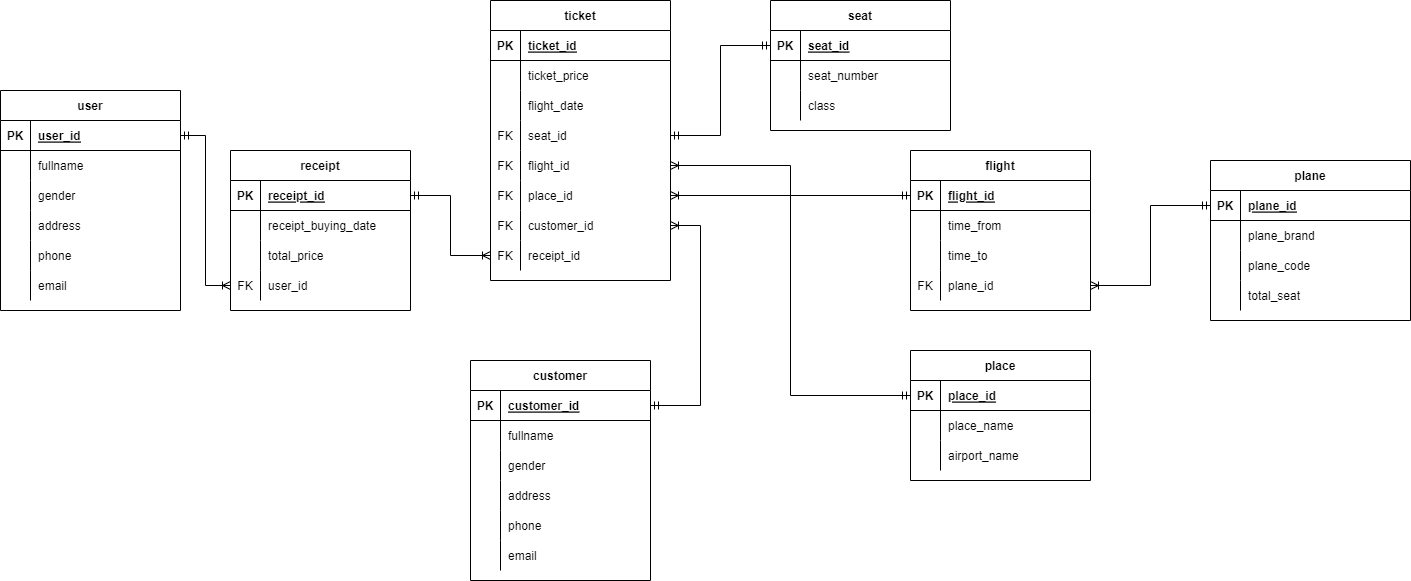 ticket
PK ticket_id
ticket_price
flight_date
FK seat_id
FK flight_id
FK place_id
FK customer_id
FK receipt_id
seat
PK seat_id
seat_number
class
user
PK user_id
fullname
gender
address
phone
email
receipt
PK receipt_id
receipt_buying_date
total_price
FK user_id
flight
PK flight_id
time_from
time_to
FK plane_id
plane
PK plane_id
plane_brand
plane_code
total_seat
customer
PK customer_id
fullname
gender
address
phone
email
place
PK place_id
place_name
airport_name